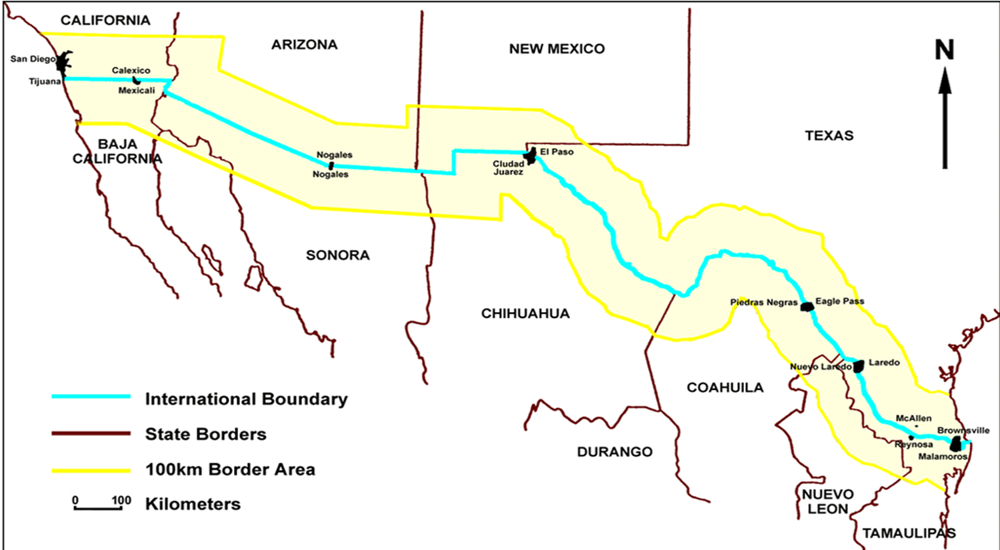 CALIFORNIA
ARIZONA
NEW MEXICO
N
San Diego
Calexico
Tijuana
Mexicali
TEXAS
BAJA
CALIFORNIA
Nogales
Nogales
El Paso
Cludad
Juarez
SONORA
CHIHUAHUA
Piedras Negras
Eagle Pass
Nuevo Laredo
Laredo
COAHUILA
International Boundary
State Borders
100km Border Area
0 100 Kilometers
McAllen
Brownsville
Reynosa
Malamoros
DURANGO
NUEVO
LEON
TAMAULIPAS